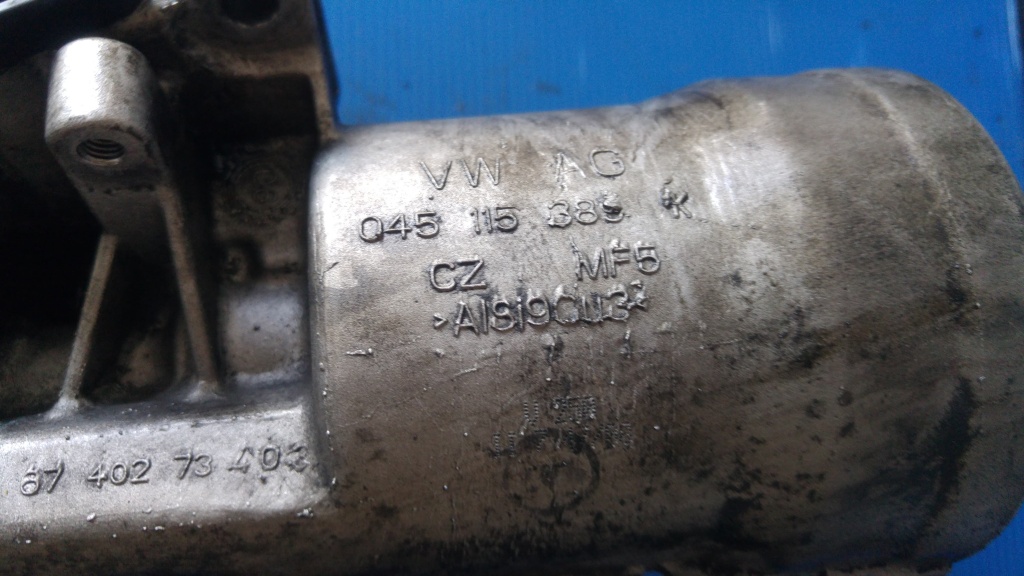 VW AG
045 115 389 K
CZ MF5
>AlSi9Cu3<
67 402 73 403